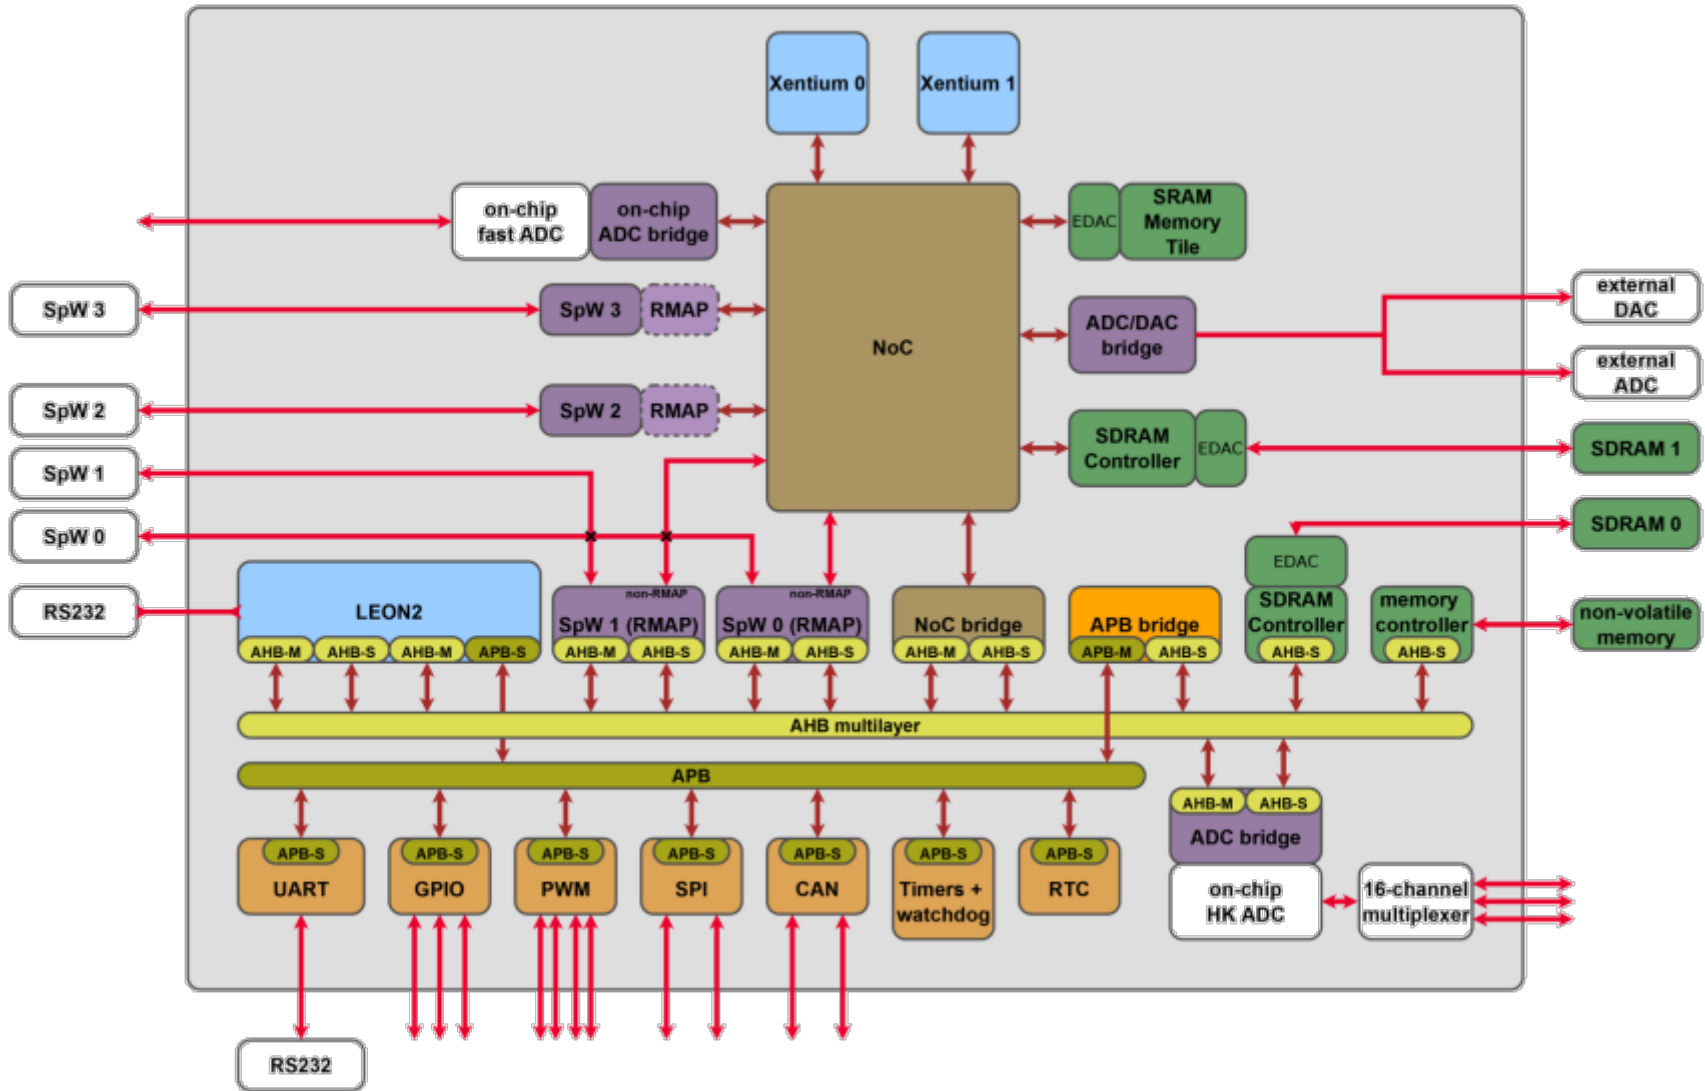 Xentium 0
Xentium 1
on-chip
fast ADC
on-chip
ADC bridge
EDAC
SRAM
Memory
Tile
SpW 3
SpW 3
RMAP
NoC
ADC/DAC
bridge
external
DAC
external
ADC
SpW 2
SpW 2
RMAP
SDRAM
Controller
EDAC
SDRAM 1
SpW 1
SpW 0
SDRAM 0
EDAC
RS232
LEON2
AHB-M
AHB-S
AHB-M
APB-S
non-RMAP
SpW 1 (RMAP)
AHB-M
AHB-S
non-RMAP
SpW 0 (RMAP)
AHB-M
AHB-S
NoC bridge
AHB-M
AHB-S
APB bridge
APB-M
AHB-S
SDRAM
Controller
AHB-S
memory
controller
AHB-S
non-volatile
memory
AHB multilayer
APB
AHB-M
AHB-S
ADC bridge
APB-S
UART
APB-S
GPIO
APB-S
PWM
APB-S
SPI
APB-S
CAN
APB-S
Timers +
watchdog
APB-S
RTC
on-chip
HK ADC
16-channel
multiplexer
RS232